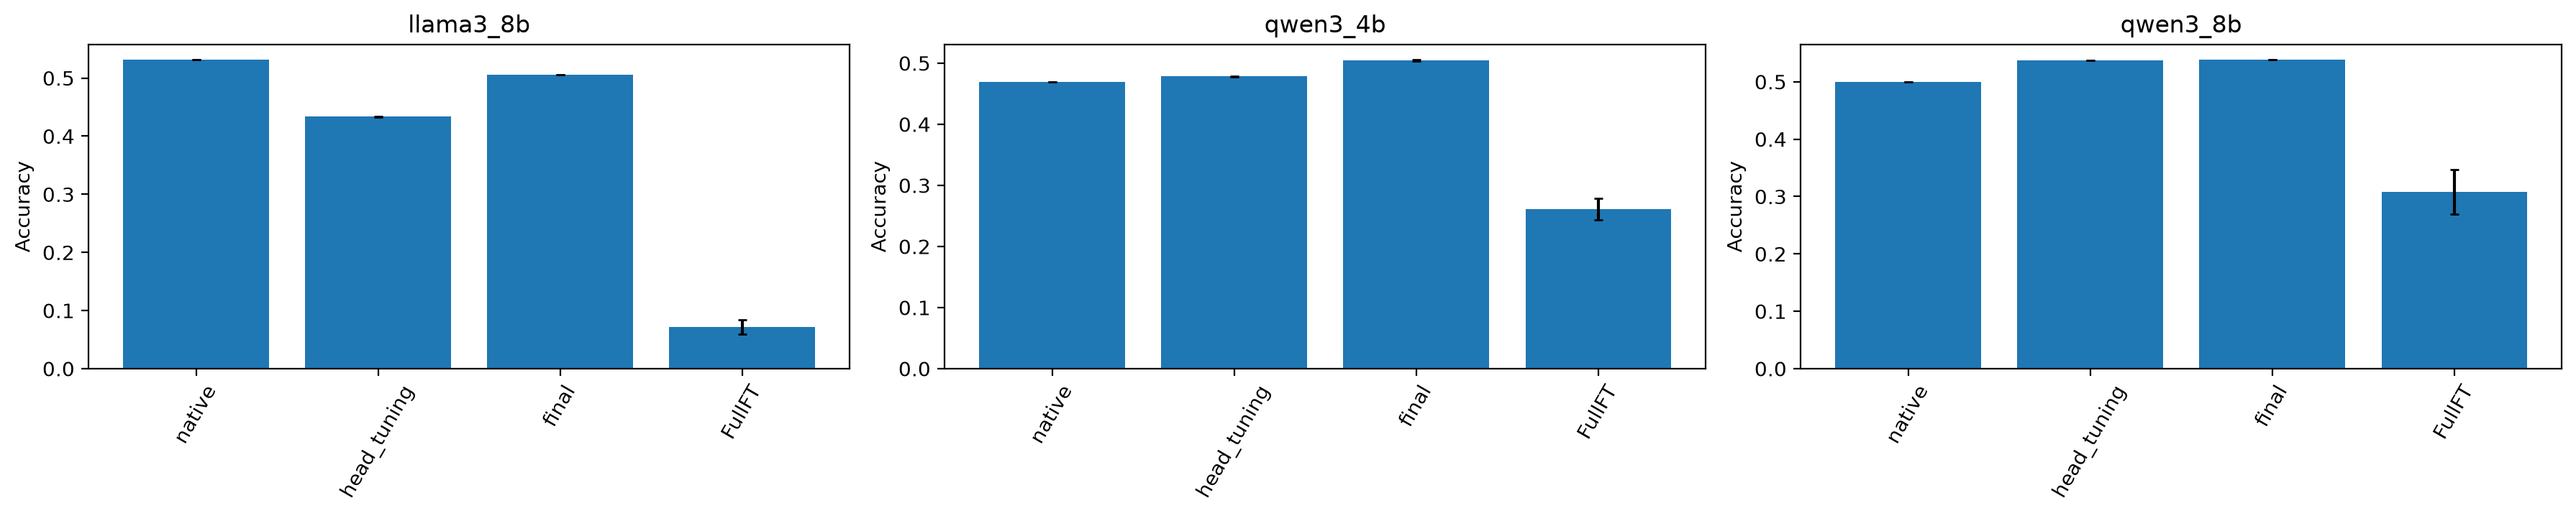 llama3_8b
Accuracy
0.5
0.4
0.3
0.2
0.1
0.0
native
head_tuning
final
FullFT
qwen3_4b
Accuracy
0.5
0.4
0.3
0.2
0.1
0.0
native
head_tuning
final
FullFT
qwen3_8b
Accuracy
0.5
0.4
0.3
0.2
0.1
0.0
native
head_tuning
final
FullFT